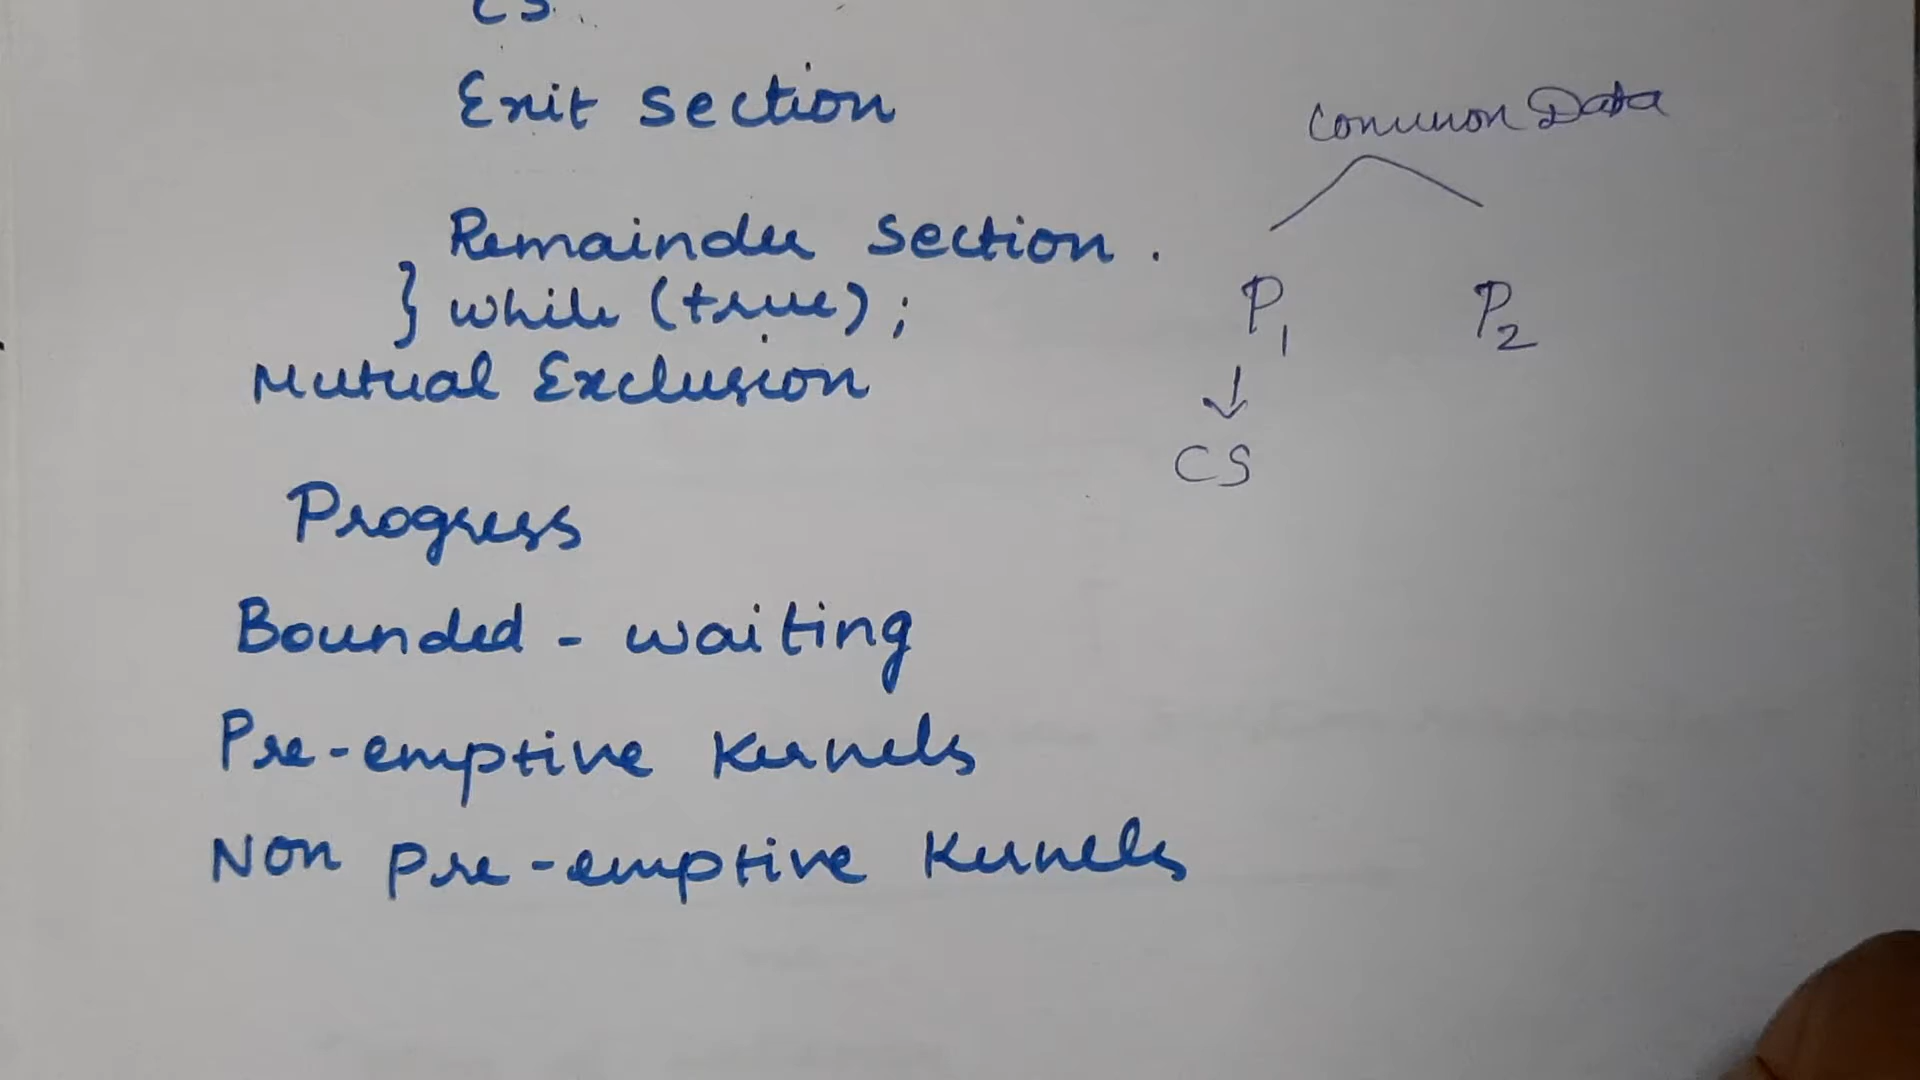 CS
Exit section
Remainder section.
} while (true);
Mutual Exclusion
Progress
Bounded - waiting
Pre-emptive Kernels
Non pre-emptive Kernels
Common Data
P1 P2
↓
CS